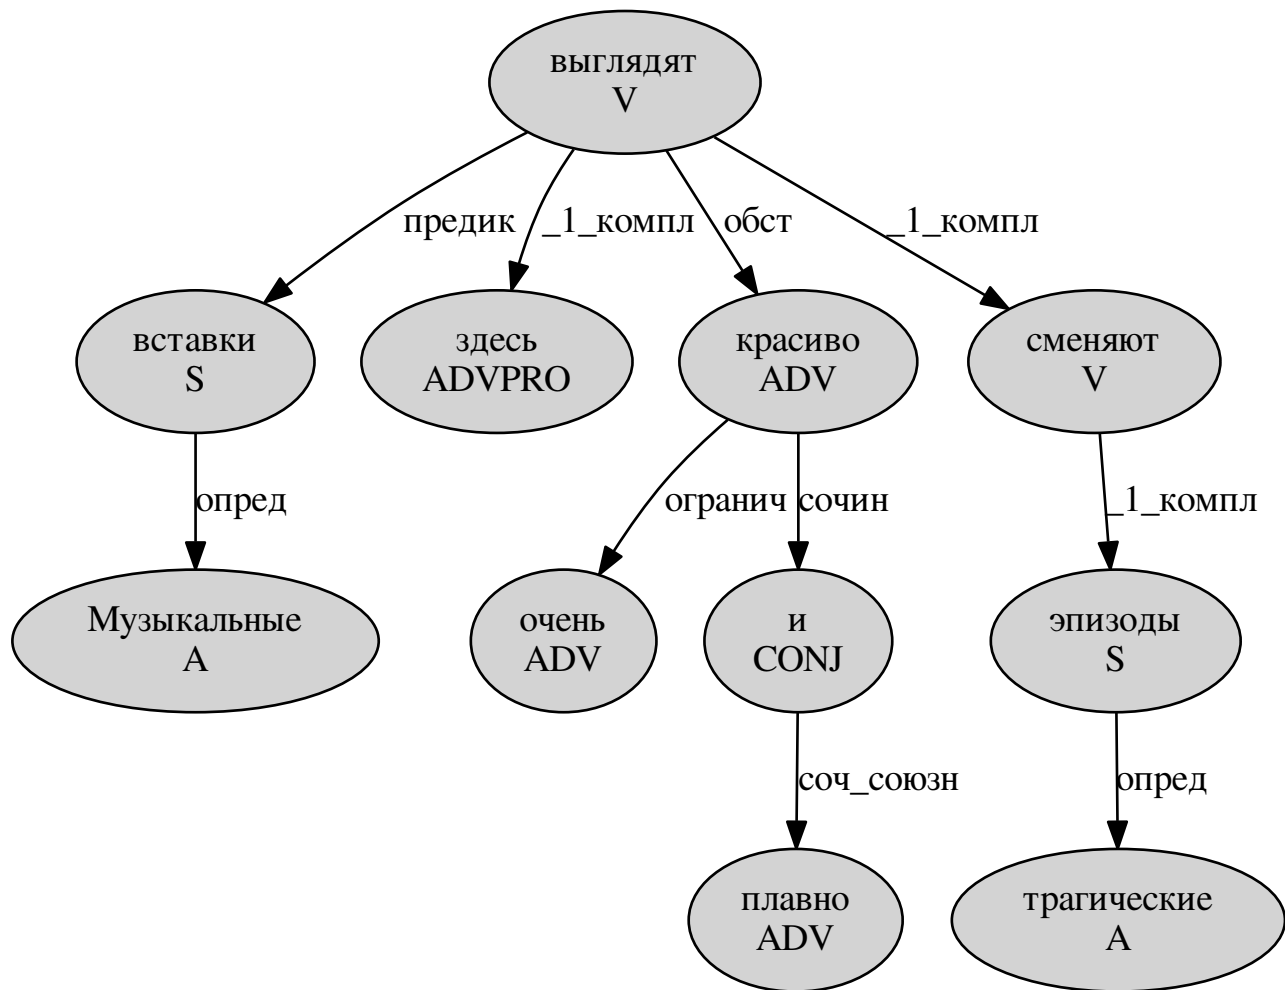 выглядят
V
предик
_1_компл
обст
_1_компл
вставки
S
здесь
ADVPRO
красиво
ADV
сменяют
V
опред
огранич
сочин
_1_компл
Музыкальные
A
очень
ADV
и
CONJ
эпизоды
S
соч_союзн
опред
плавно
ADV
трагические
A